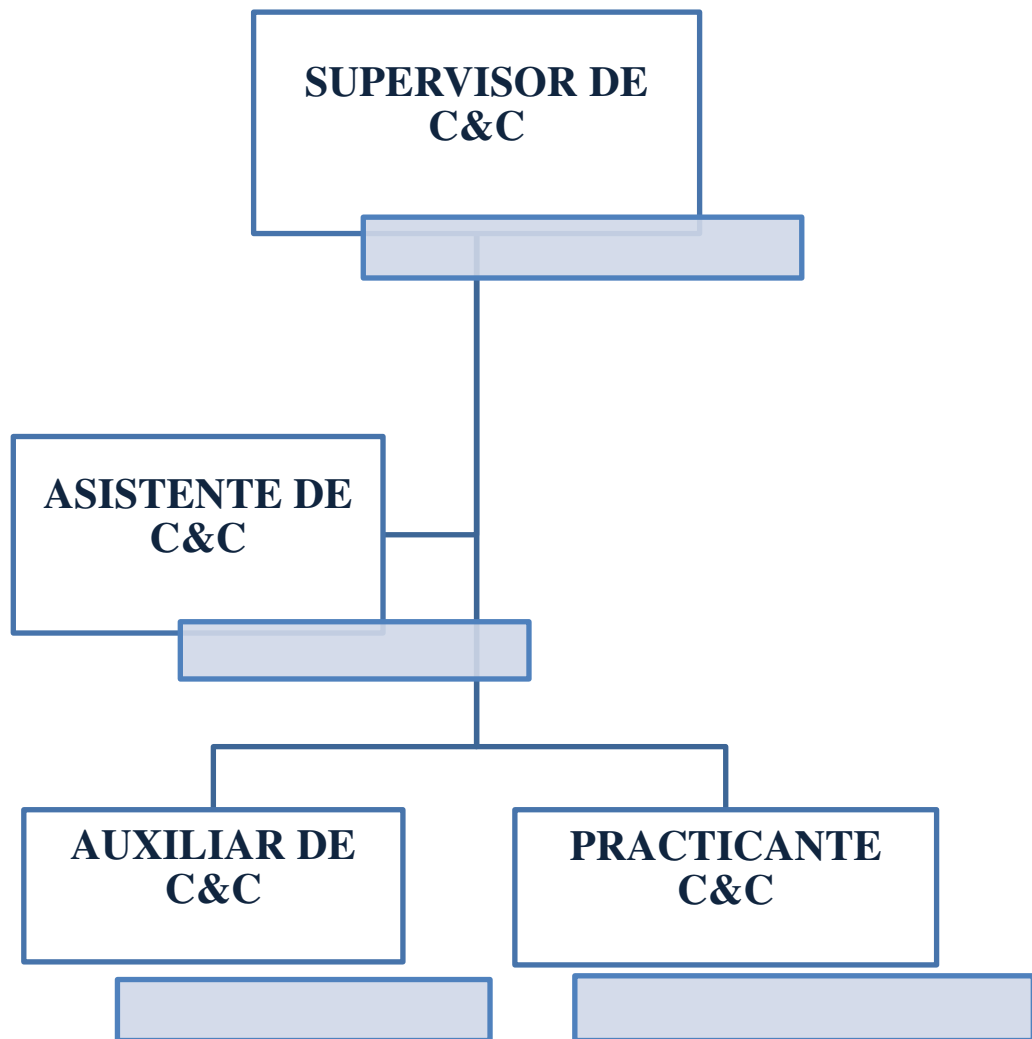 SUPERVISOR DE
C&C
ASISTENTE DE
C&C
AUXILIAR DE
C&C
PRACTICANTE
C&C